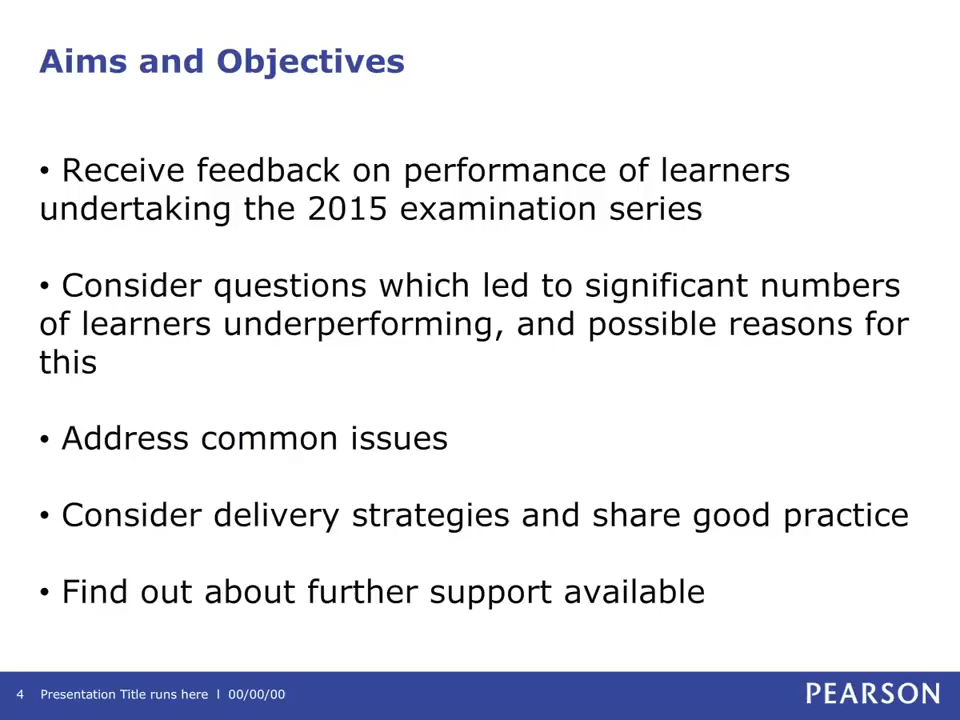 Aims and Objectives
• Receive feedback on performance of learners
undertaking the 2015 examination series
• Consider questions which led to significant numbers
of learners underperforming, and possible reasons for
this
• Address common issues
• Consider delivery strategies and share good practice
• Find out about further support available
4 Presentation Title runs here l 00/00/00
PEARSON